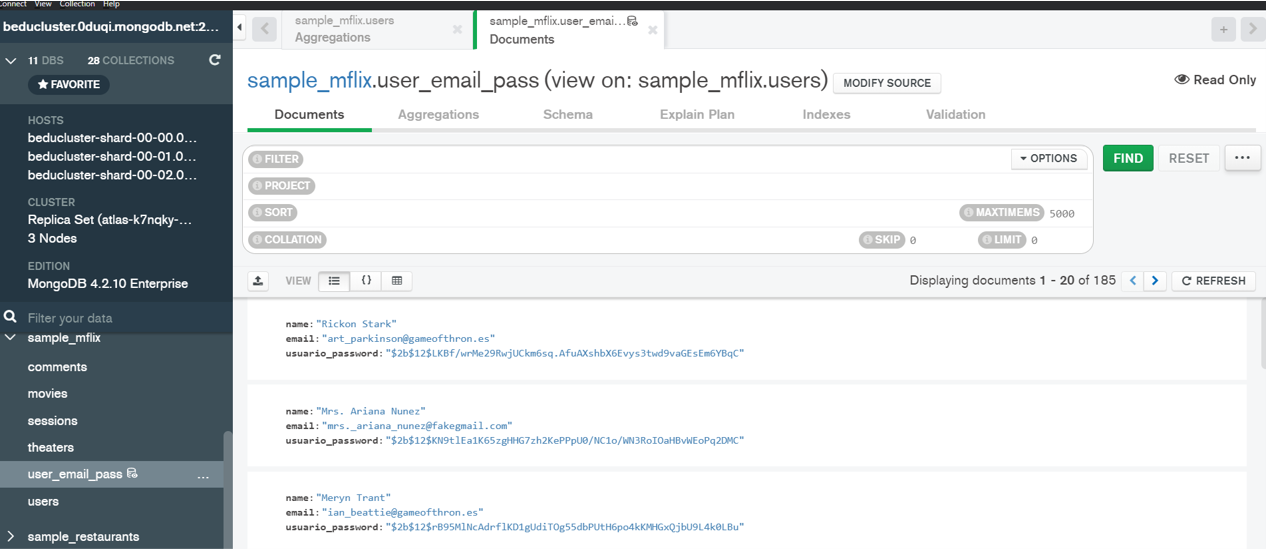 Connect View Collection Help
beducluster.0duqi.mongodb.net:2...
11 DBS 28 COLLECTIONS
FAVORITE
HOSTS
beducluster-shard-00-00.0...
beducluster-shard-00-01.0...
beducluster-shard-00-02.0...
CLUSTER
Replica Set (atlas-k7nqky-...
3 Nodes
EDITION
MongoDB 4.2.10 Enterprise
Filter your data
sample_mflix
comments
movies
sessions
theaters
user_email_pass ...
users
sample_restaurants
sample_mflix.users
Aggregations
sample_mflix.user_emai...
Documents
sample_mflix.user_email_pass (view on: sample_mflix.users) MODIFY SOURCE Read Only
Documents Aggregations Schema Explain Plan Indexes Validation
FILTER OPTIONS FIND RESET ...
PROJECT
SORT MAXTIMEMS 5000
COLLATION SKIP 0 LIMIT 0
VIEW {} Displaying documents 1 - 20 of 185 < > REFRESH
name:"Rickon Stark"
email:"art_parkinson@gameofthron.es"
usuario_password:"$2b$12$LKBf/wrMe29RwjUCkm6sq.AfuAXshbX6Evys3twd9vaGEsEm6YBqC"
name:"Mrs. Ariana Nunez"
email:"mrs._ariana_nunez@fakegmail.com"
usuario_password:"$2b$12$KN9tlEa1K65zgHHG7zh2KePPpU0/NC1o/WN3RoIOaHBvWEoPq2DMC"
name:"Meryn Trant"
email:"ian_beattie@gameofthron.es"
usuario_password:"$2b$12$rB95MlNcAdrflKD1gUdiTOg55dbPUtH6po4kKMHGxQjbU9L4k0LBu"